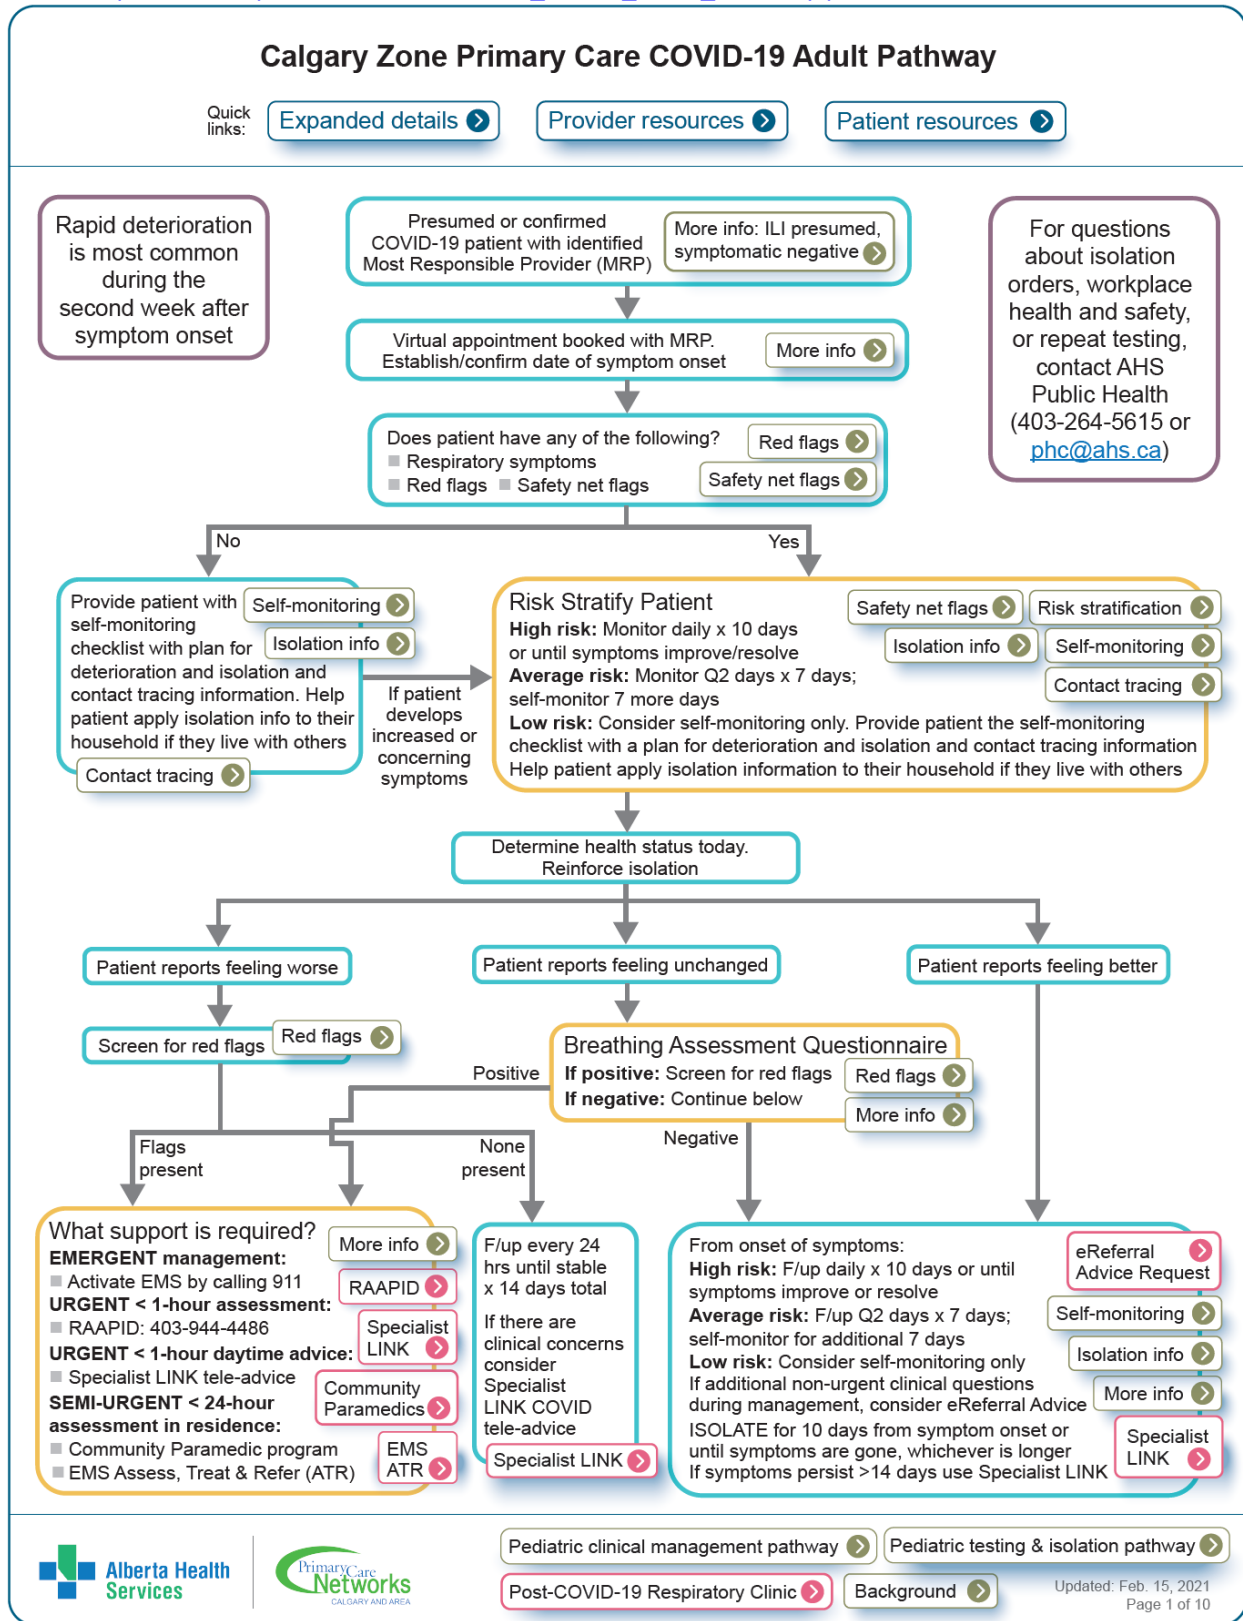 Calgary Zone Primary Care COVID-19 Adult Pathway
Quick
links:
Expanded details
Provider resources
Patient resources
Rapid deterioration
is most common
during the
second week after
symptom onset
Presumed or confirmed
COVID-19 patient with identified
Most Responsible Provider (MRP)
More info: ILI presumed,
symptomatic negative
For questions
about isolation
orders, workplace
health and safety,
or repeat testing,
contact AHS
Public Health
(403-264-5615 or
phc@ahs.ca)
Virtual appointment booked with MRP.
Establish/confirm date of symptom onset
More info
Does patient have any of the following?
Respiratory symptoms
Red flags
Safety net flags
Red flags
Safety net flags
No
Yes
Provide patient with
self-monitoring
checklist with plan for
deterioration and isolation and
contact tracing information. Help
patient apply isolation info to their
household if they live with others
Self-monitoring
Isolation info
Contact tracing
If patient
develops
increased or
concerning
symptoms
Risk Stratify Patient
High risk: Monitor daily x 10 days
or until symptoms improve/resolve
Average risk: Monitor Q2 days x 7 days;
self-monitor 7 more days
Low risk: Consider self-monitoring only. Provide patient the self-monitoring
checklist with a plan for deterioration and isolation and contact tracing information
Help patient apply isolation information to their household if they live with others
Safety net flags
Risk stratification
Isolation info
Self-monitoring
Contact tracing
Determine health status today.
Reinforce isolation
Patient reports feeling worse
Patient reports feeling unchanged
Patient reports feeling better
Screen for red flags
Red flags
Breathing Assessment Questionnaire
If positive: Screen for red flags
If negative: Continue below
Red flags
More info
Positive
Negative
Flags
present
None
present
What support is required?
EMERGENT management:
Activate EMS by calling 911
URGENT < 1-hour assessment:
RAAPID: 403-944-4486
URGENT < 1-hour daytime advice:
Specialist LINK tele-advice
SEMI-URGENT < 24-hour
assessment in residence:
Community Paramedic program
EMS Assess, Treat & Refer (ATR)
More info
RAAPID
Specialist
LINK
Community
Paramedics
EMS
ATR
F/up every 24
hrs until stable
x 14 days total
If there are
clinical concerns
consider
Specialist
LINK COVID
tele-advice
Specialist LINK
From onset of symptoms:
High risk: F/up daily x 10 days or until
symptoms improve or resolve
Average risk: F/up Q2 days x 7 days;
self-monitor for additional 7 days
Low risk: Consider self-monitoring only
If additional non-urgent clinical questions
during management, consider eReferral Advice
ISOLATE for 10 days from symptom onset or
until symptoms are gone, whichever is longer
If symptoms persist >14 days use Specialist LINK
eReferral
Advice Request
Self-monitoring
Isolation info
More info
Specialist
LINK
Alberta Health
Services
PrimaryCare
Networks
CALGARY AND AREA
Pediatric clinical management pathway
Pediatric testing & isolation pathway
Post-COVID-19 Respiratory Clinic
Background
Updated: Feb. 15, 2021
Page 1 of 10